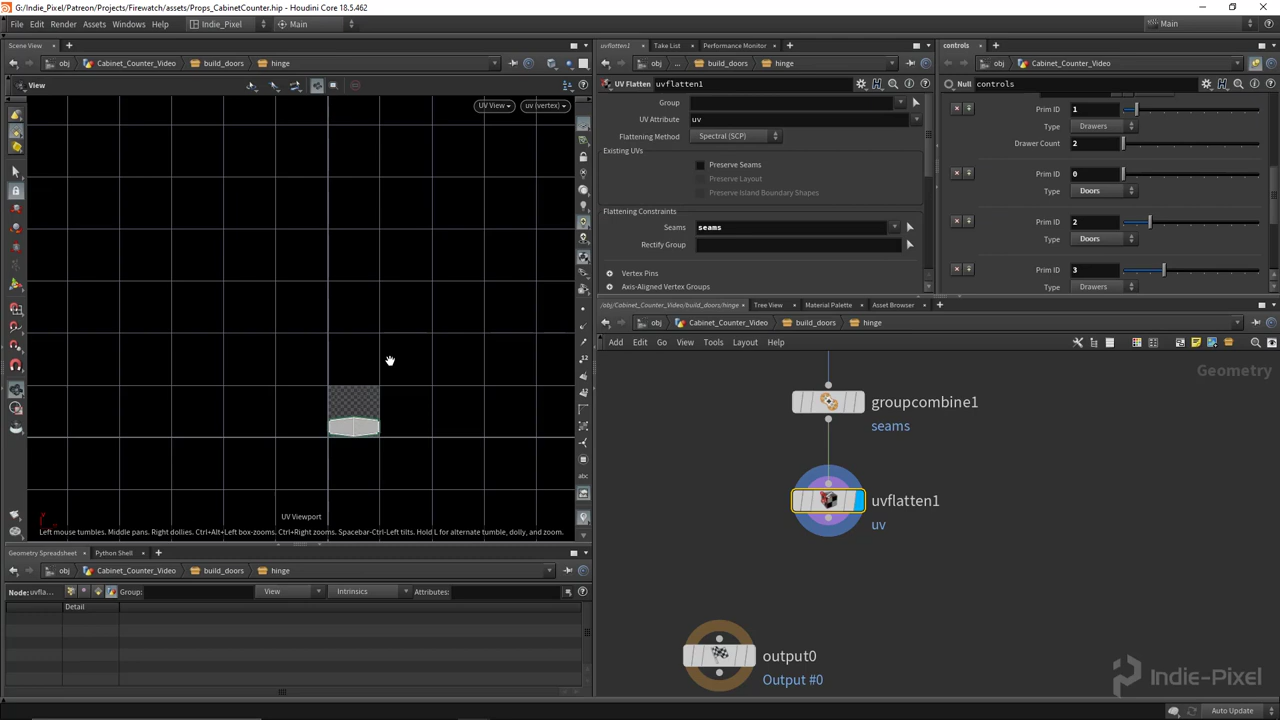 G:/Indie_Pixel/Patreon/Projects/Firewatch/assets/Props_CabinetCounter.hip - Houdini Core 18.5.462
File Edit Render Assets Windows Help Indie_Pixel Main Main
Scene View
obj Cabinet_Counter_Video build_doors hinge
View
UV View uv (vertex)
UV Viewport
Left mouse tumbles. Middle pans. Right dollies. Ctrl+Alt+Left box-zooms. Ctrl+Right zooms. Spacebar-Ctrl-Left tilts. Hold L for alternate tumble, dolly, and zoom.
abc
Geometry Spreadsheet Python Shell
obj Cabinet_Counter_Video build_doors hinge
Node: uvfla... Group: View Intrinsics Attributes:
Detail
uvflatten1 Take List Performance Monitor
obj ... build_doors hinge
UV Flatten uvflatten1
Group
UV Attribute uv
Flattening Method Spectral (SCP)
Existing UVs
Preserve Seams
Preserve Layout
Preserve Island Boundary Shapes
Flattening Constraints
Seams seams
Rectify Group
Vertex Pins
Axis-Aligned Vertex Groups
controls
obj Cabinet_Counter_Video
Null controls
Prim ID 1
Type Drawers
Drawer Count 2
Prim ID 0
Type Doors
Prim ID 2
Type Doors
Prim ID 3
Type Drawers
/obj/Cabinet_Counter_Video/build_doors/hinge Tree View Material Palette Asset Browser
obj Cabinet_Counter_Video build_doors hinge
Add Edit Go View Tools Layout Help
Geometry
groupcombine1
seams
uvflatten1
uv
output0
Output #0
Indie-Pixel
Auto Update